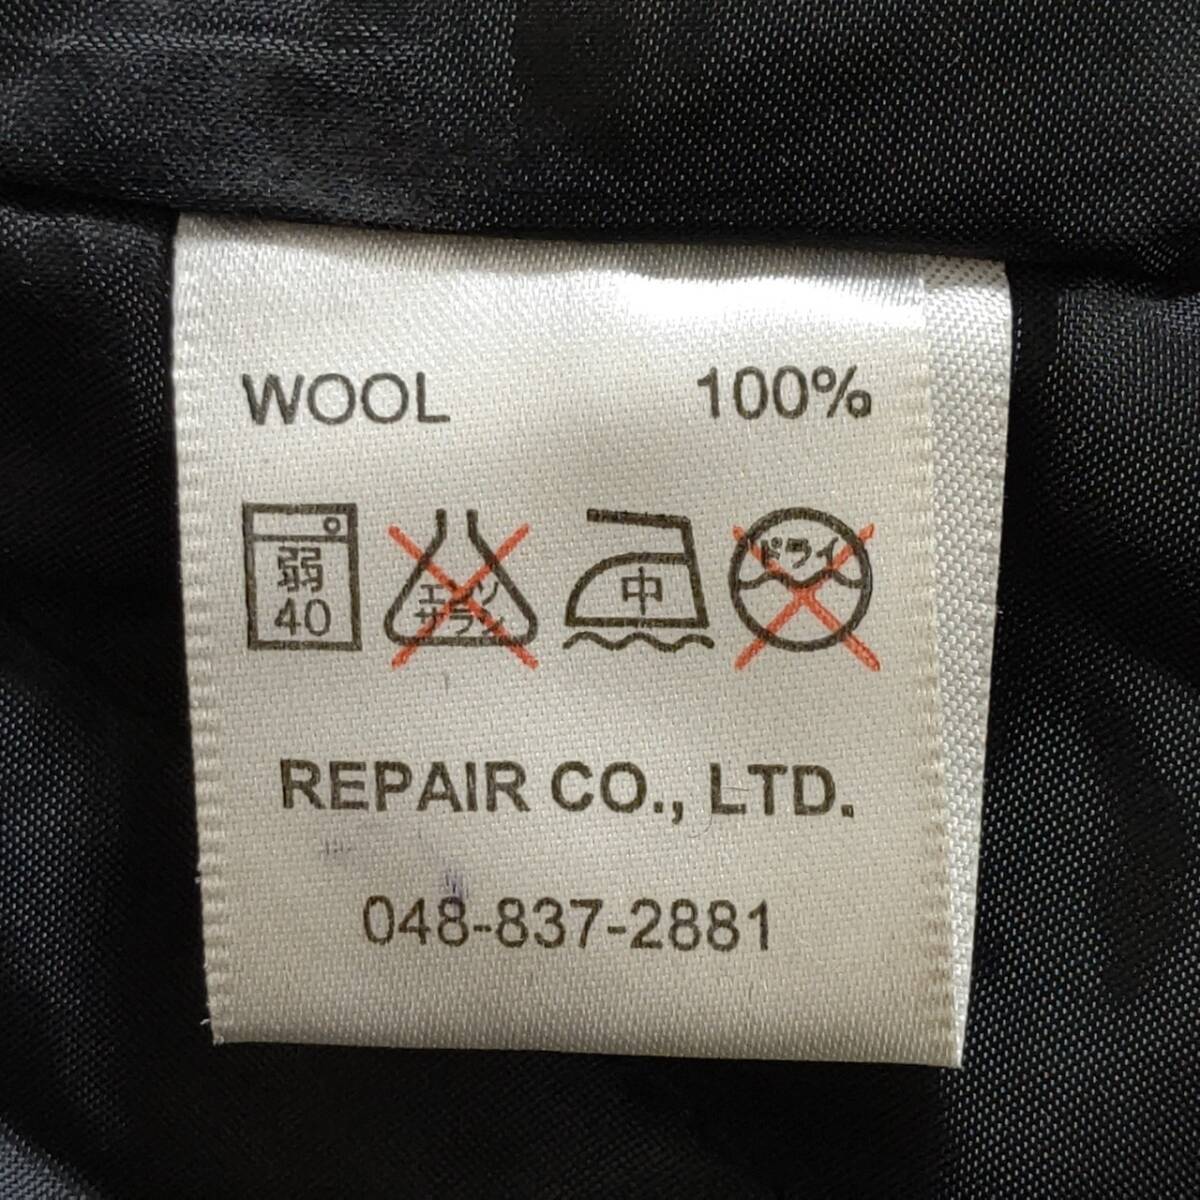 WOOL 100%
弱 エンソ 中 ドライ
40 サラシ
REPAIR CO., LTD.
048-837-2881